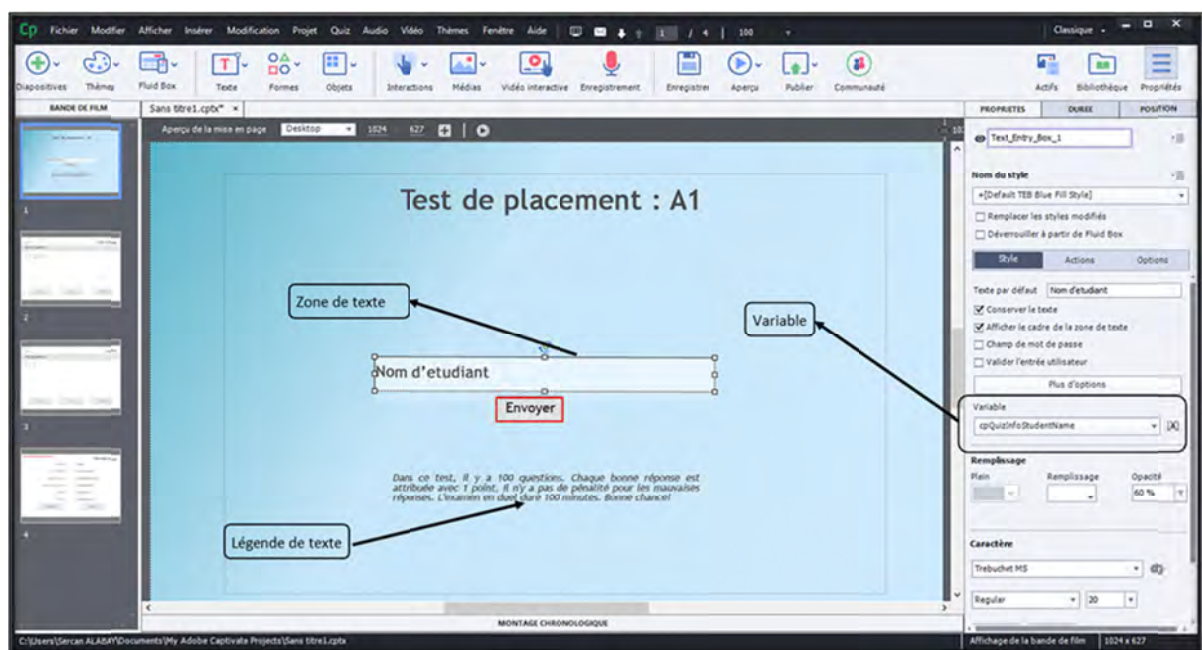 Cp Fichier Modifier Afficher Insérer Modification Projet Quiz Audio Vidéo Thèmes Fenêtre Aide 1 / 4 100 Classique
Diapositives Thèmes Fluid Box Texte Formes Objets Interactions Médias Vidéo interactive Enregistrement Enregistrer Aperçu Publier Communauté Actifs Bibliothèque Propriétés
BANDE DE FILM Sans titre1.cptx* PROPRIETES DUREE POSITION
Aperçu de la mise en page Desktop 1024 627
Text_Entry_Box_1
Nom du style
+[Default TEB Blue Fill Style]
Remplacer les styles modifiés
Déverrouiller à partir de Fluid Box
Style Actions Options
Texte par défaut Nom d'etudiant
Conserver le texte
Afficher le cadre de la zone de texte
Champ de mot de passe
Valider l'entrée utilisateur
Plus d'options
Variable
cpQuizInfoStudentName [X]
Remplissage
Plein Remplissage Opacité
60 %
Caractère
Trebuchet MS
Regular 20
1
2
3
4
Test de placement : A1
Zone de texte
Variable
Nom d'etudiant
Envoyer
Dans ce test, il y a 100 questions. Chaque bonne réponse est
attribuée avec 1 point, il n'y a pas de pénalité pour les mauvaises
réponses. L'examen en duel dure 100 minutes. Bonne chance!
Légende de texte
MONTAGE CHRONOLOGIQUE
C:\Users\Sercan ALABAY\Documents\My Adobe Captivate Projects\Sans titre1.cptx Affichage de la bande de film 1024 x 627